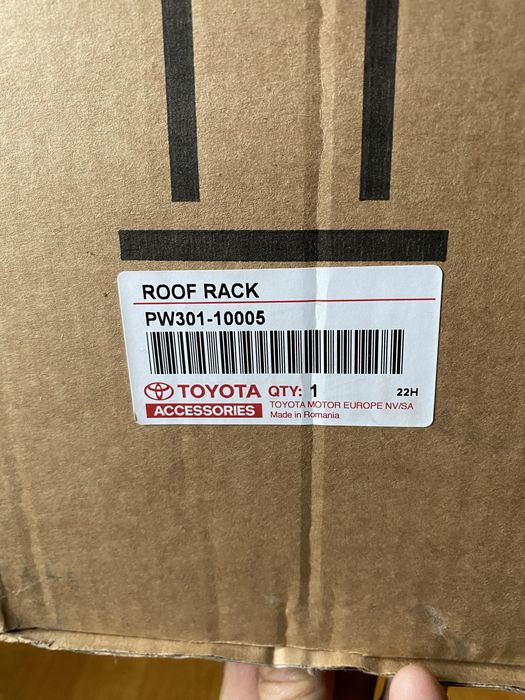 ROOF RACK
PW301-10005
TOYOTA QTY: 1 22H
ACCESSORIES TOYOTA MOTOR EUROPE NV/SA
Made in Romania